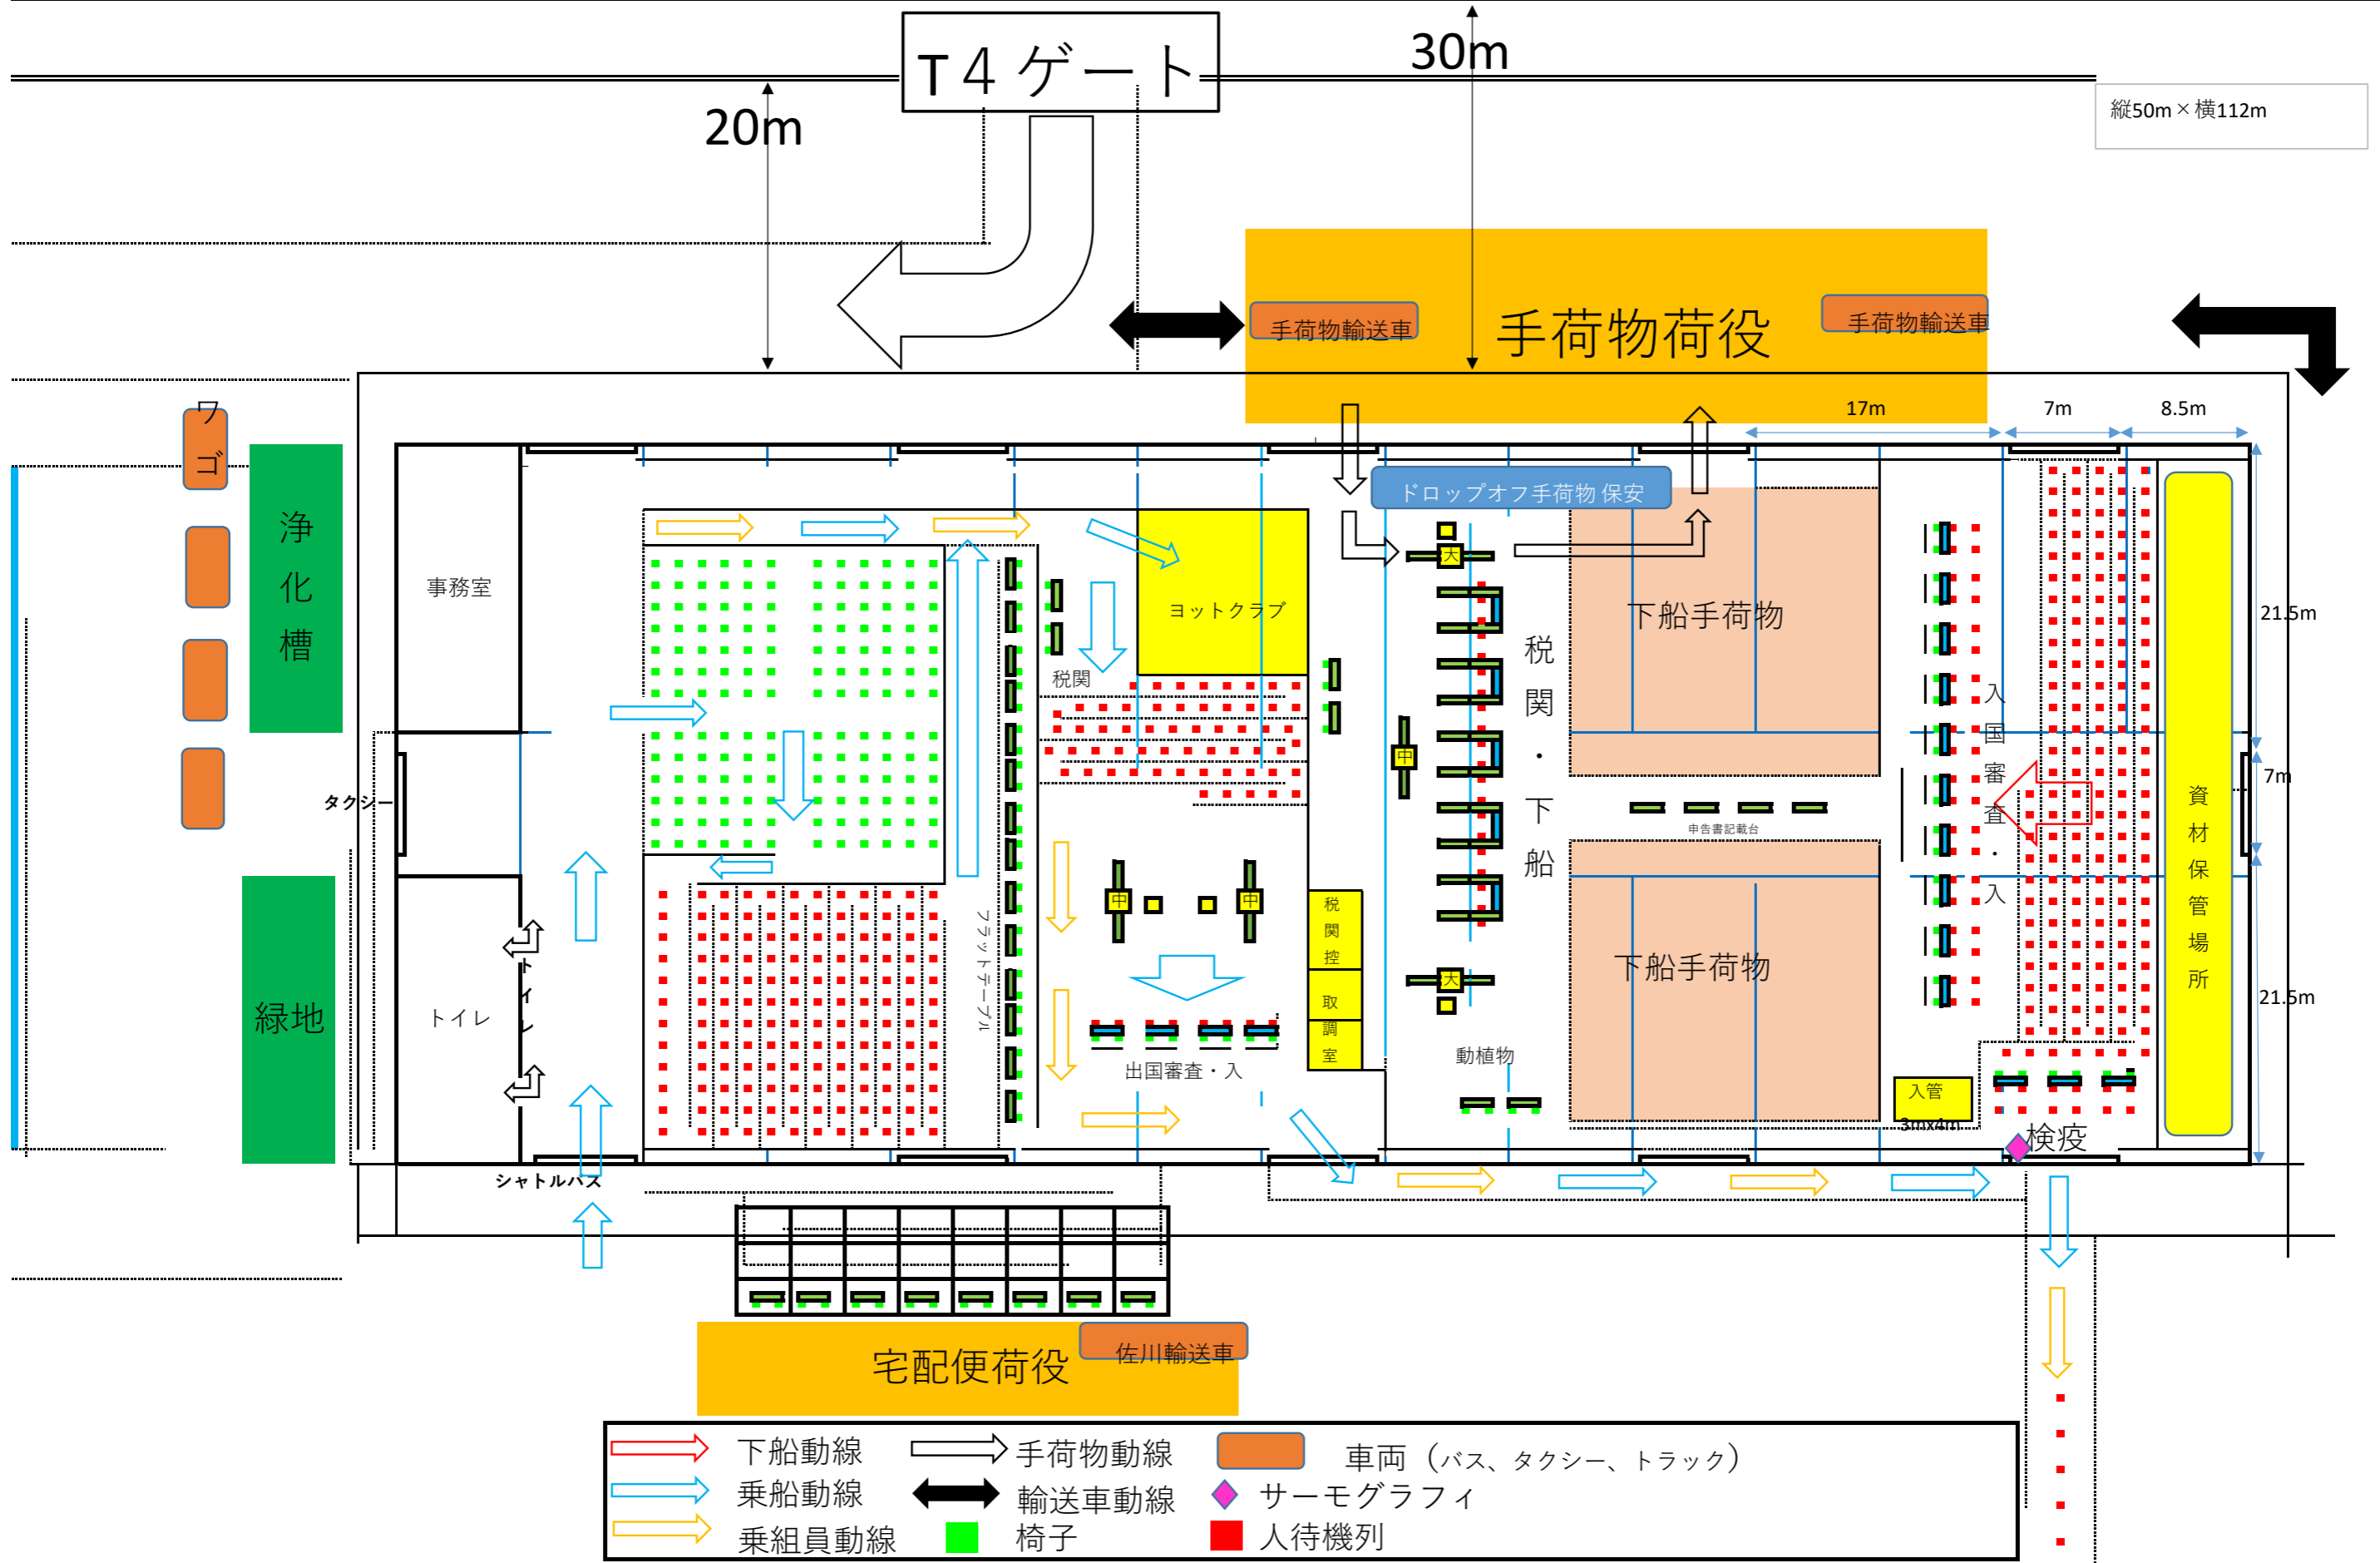 T４ゲート
30m
20m
縦50m×横112m
手荷物荷役
手荷物輸送車
手荷物輸送車
17m
7m
8.5m
ワゴ
浄化槽
事務室
ドロップオフ手荷物 保安
大
ヨットクラブ
下船手荷物
税関・下船
税関
中
入国審査・入
21.5m
7m
21.5m
資材保管場所
タクシー
申告書記載台
中
中
フラットテーブル
税関控
取調室
大
下船手荷物
緑地
トイレ
トイレ
出国審査・入
動植物
入管
3mx4m
検疫
シャトルバス
宅配便荷役
佐川輸送車
下船動線
手荷物動線
車両（バス、タクシー、トラック）
乗船動線
輸送車動線
サーモグラフィ
乗組員動線
椅子
人待機列